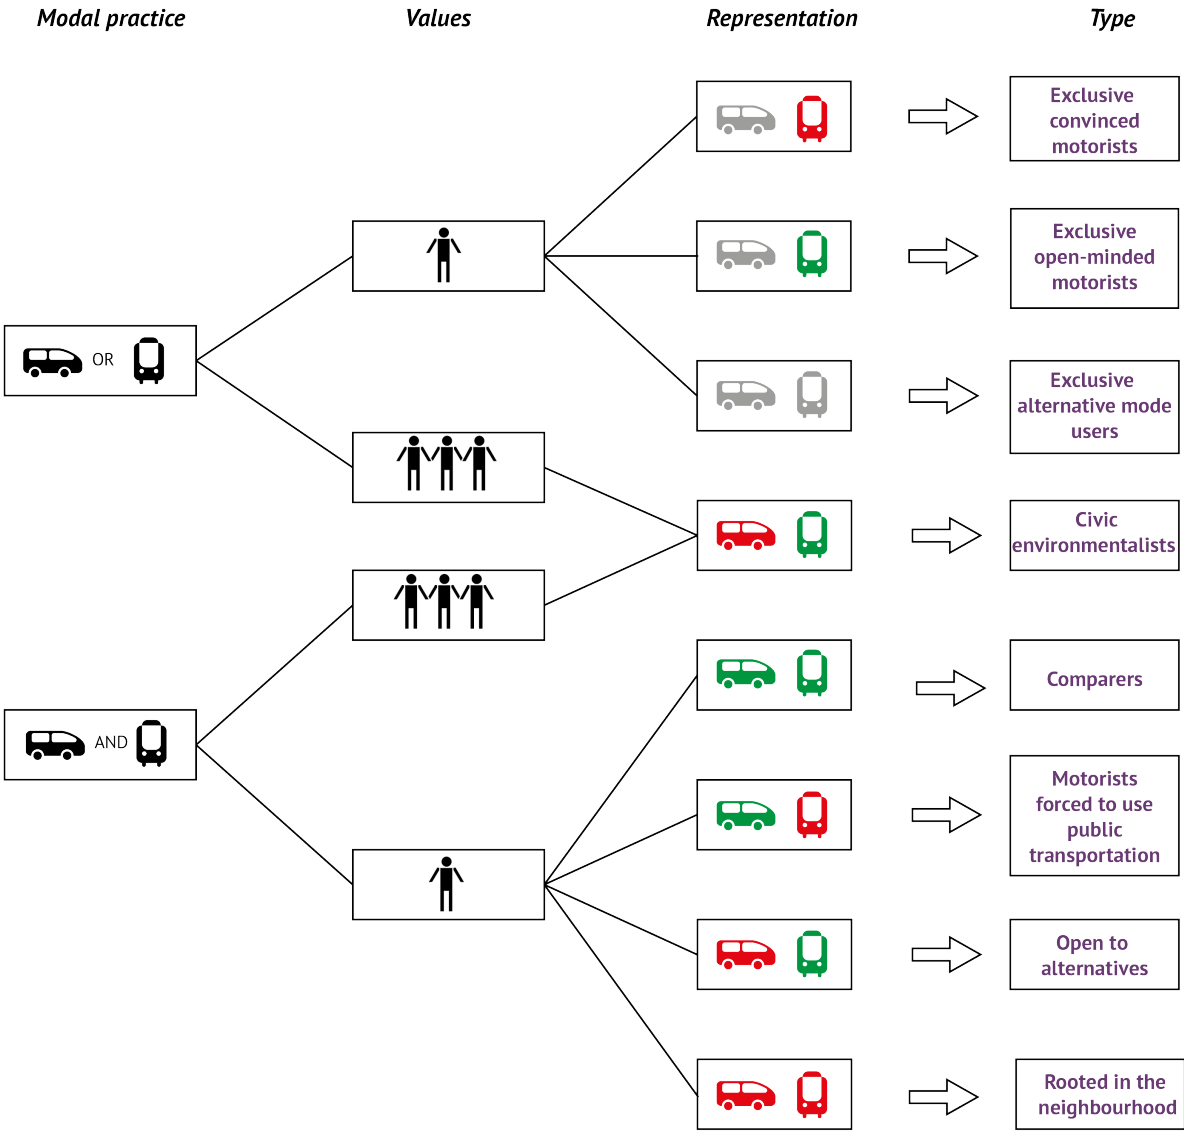 Modal practice
Values
Representation
Type
Exclusive
convinced
motorists
Exclusive
open-minded
motorists
OR
Exclusive
alternative mode
users
Civic
environmentalists
Comparers
AND
Motorists
forced to use
public
transportation
Open to
alternatives
Rooted in the
neighbourhood